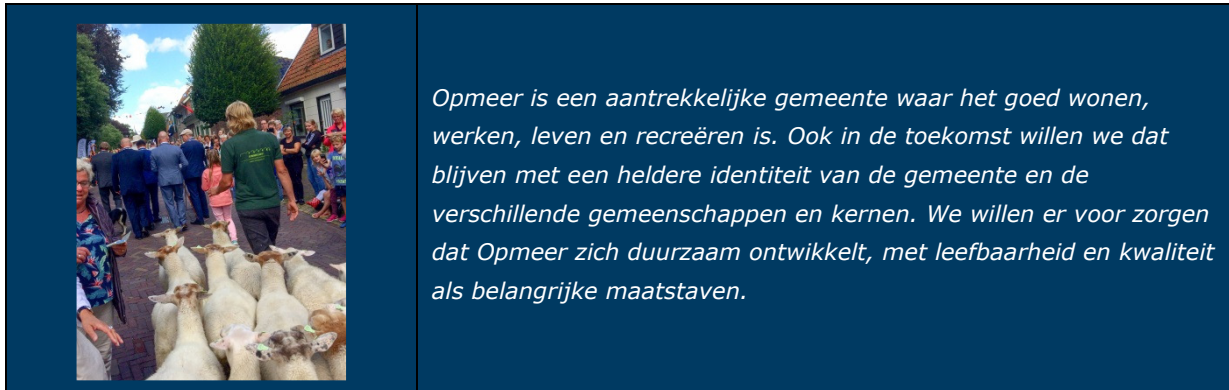 Opmeer is een aantrekkelijke gemeente waar het goed wonen,
werken, leven en recreëren is. Ook in de toekomst willen we dat
blijven met een heldere identiteit van de gemeente en de
verschillende gemeenschappen en kernen. We willen er voor zorgen
dat Opmeer zich duurzaam ontwikkelt, met leefbaarheid en kwaliteit
als belangrijke maatstaven.